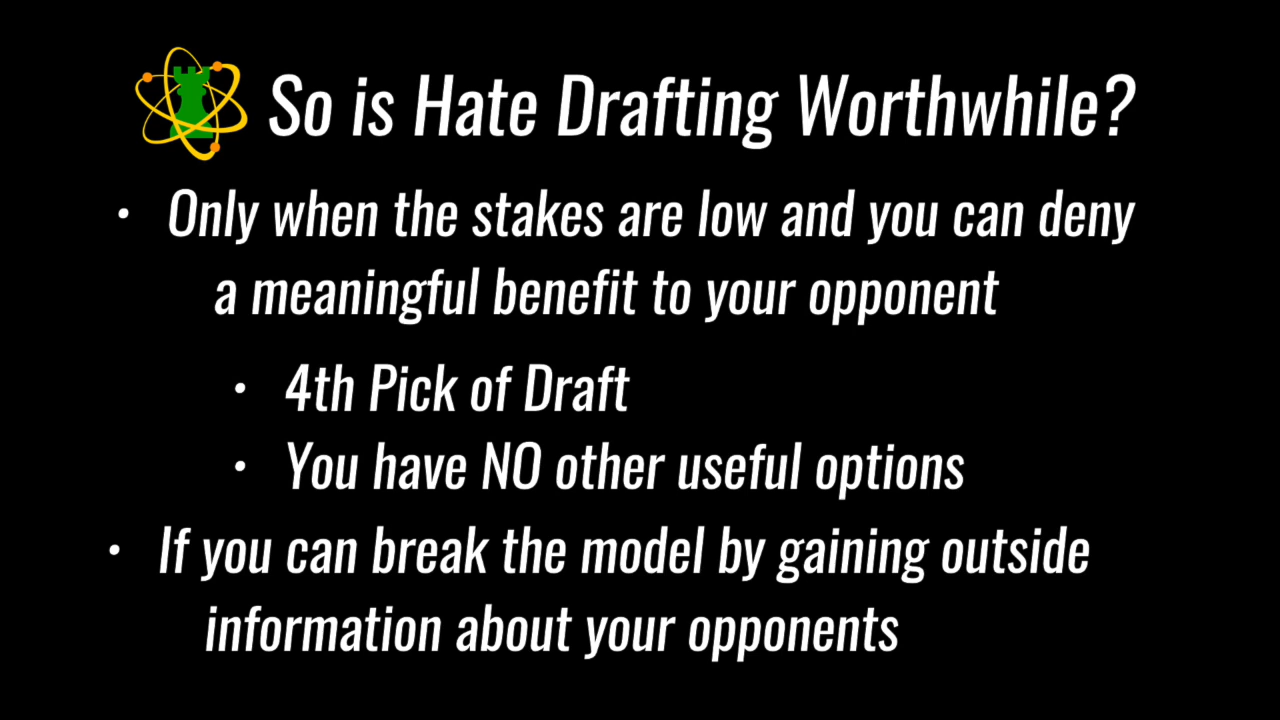 So is Hate Drafting Worthwhile?
• Only when the stakes are low and you can deny
a meaningful benefit to your opponent
• 4th Pick of Draft
• You have NO other useful options
• If you can break the model by gaining outside
information about your opponents